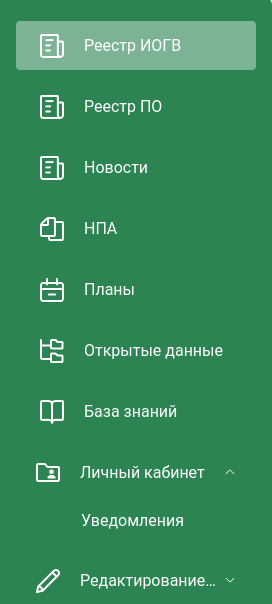 Реестр ИОГВ
Реестр ПО
Новости
НПА
Планы
Открытые данные
База знаний
Личный кабинет
Уведомления
Редактирование...